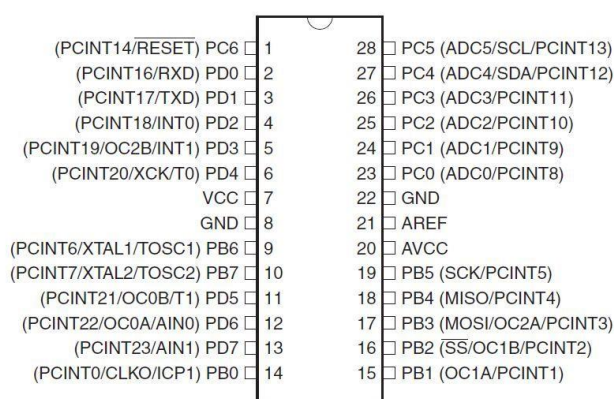 (PCINT14/RESET) PC6 1 28 PC5 (ADC5/SCL/PCINT13)
(PCINT16/RXD) PD0 2 27 PC4 (ADC4/SDA/PCINT12)
(PCINT17/TXD) PD1 3 26 PC3 (ADC3/PCINT11)
(PCINT18/INT0) PD2 4 25 PC2 (ADC2/PCINT10)
(PCINT19/OC2B/INT1) PD3 5 24 PC1 (ADC1/PCINT9)
(PCINT20/XCK/T0) PD4 6 23 PC0 (ADC0/PCINT8)
VCC 7 22 GND
GND 8 21 AREF
(PCINT6/XTAL1/TOSC1) PB6 9 20 AVCC
(PCINT7/XTAL2/TOSC2) PB7 10 19 PB5 (SCK/PCINT5)
(PCINT21/OC0B/T1) PD5 11 18 PB4 (MISO/PCINT4)
(PCINT22/OC0A/AIN0) PD6 12 17 PB3 (MOSI/OC2A/PCINT3)
(PCINT23/AIN1) PD7 13 16 PB2 (SS/OC1B/PCINT2)
(PCINT0/CLKO/ICP1) PB0 14 15 PB1 (OC1A/PCINT1)